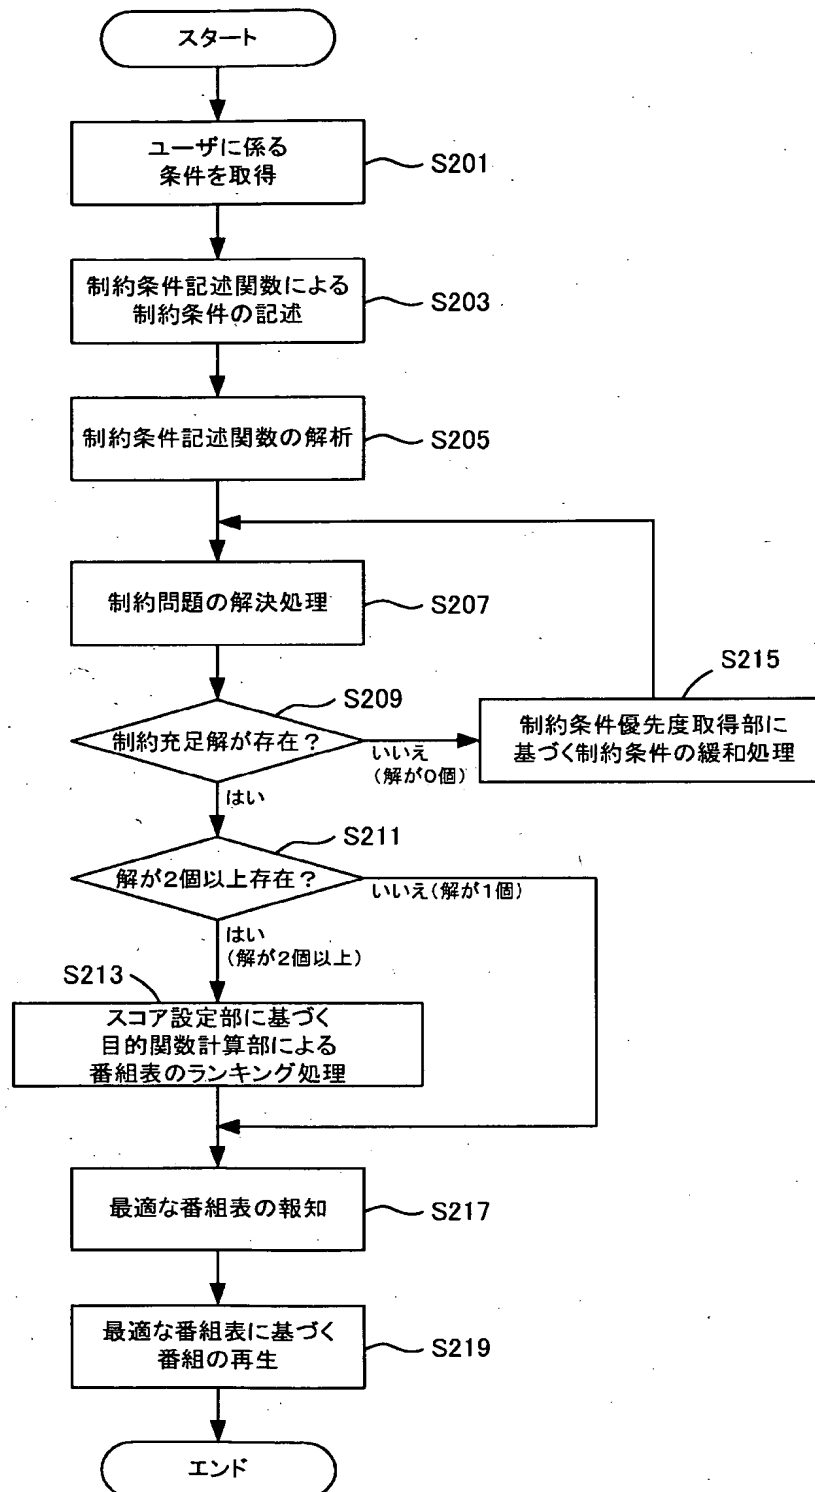 スタート
ユーザに係る
条件を取得
S201
制約条件記述関数による
制約条件の記述
S203
制約条件記述関数の解析
S205
制約問題の解決処理
S207
S215
S209
制約充足解が存在?
いいえ
(解が0個)
制約条件優先度取得部に
基づく制約条件の緩和処理
はい
S211
解が2個以上存在?
いいえ(解が1個)
はい
(解が2個以上)
S213
スコア設定部に基づく
目的関数計算部による
番組表のランキング処理
最適な番組表の報知
S217
最適な番組表に基づく
番組の再生
S219
エンド